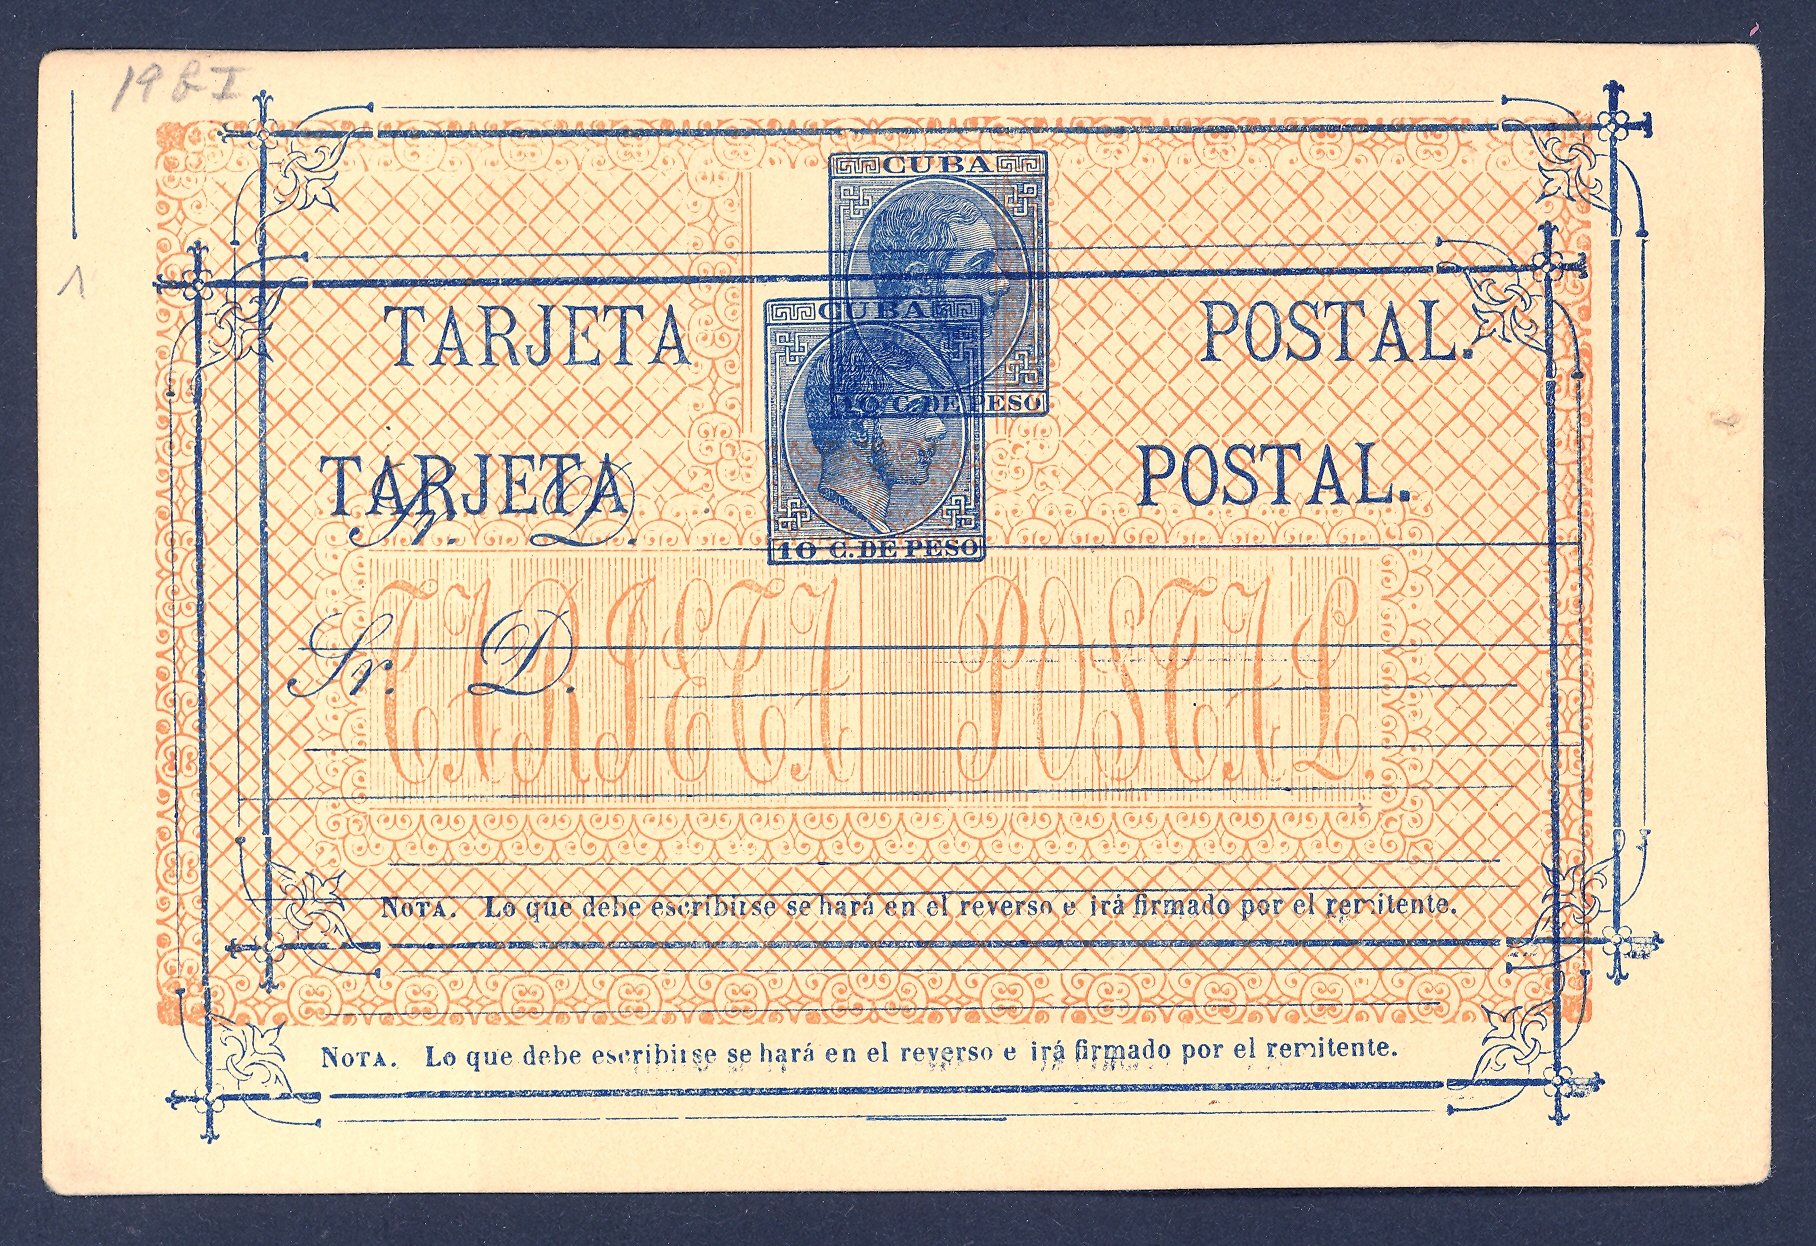 19 & I
CUBA
TARJETA POSTAL.
CUBA
10 C. DE PESO
TARJETA POSTAL.
Sr. D.
10 C. DE PESO
TARJETA POSTAL.
Sr. D.
NOTA. Lo que debe escribirse se hará en el reverso e irá firmado por el remitente.
NOTA. Lo que debe escribirse se hará en el reverso e irá firmado por el remitente.